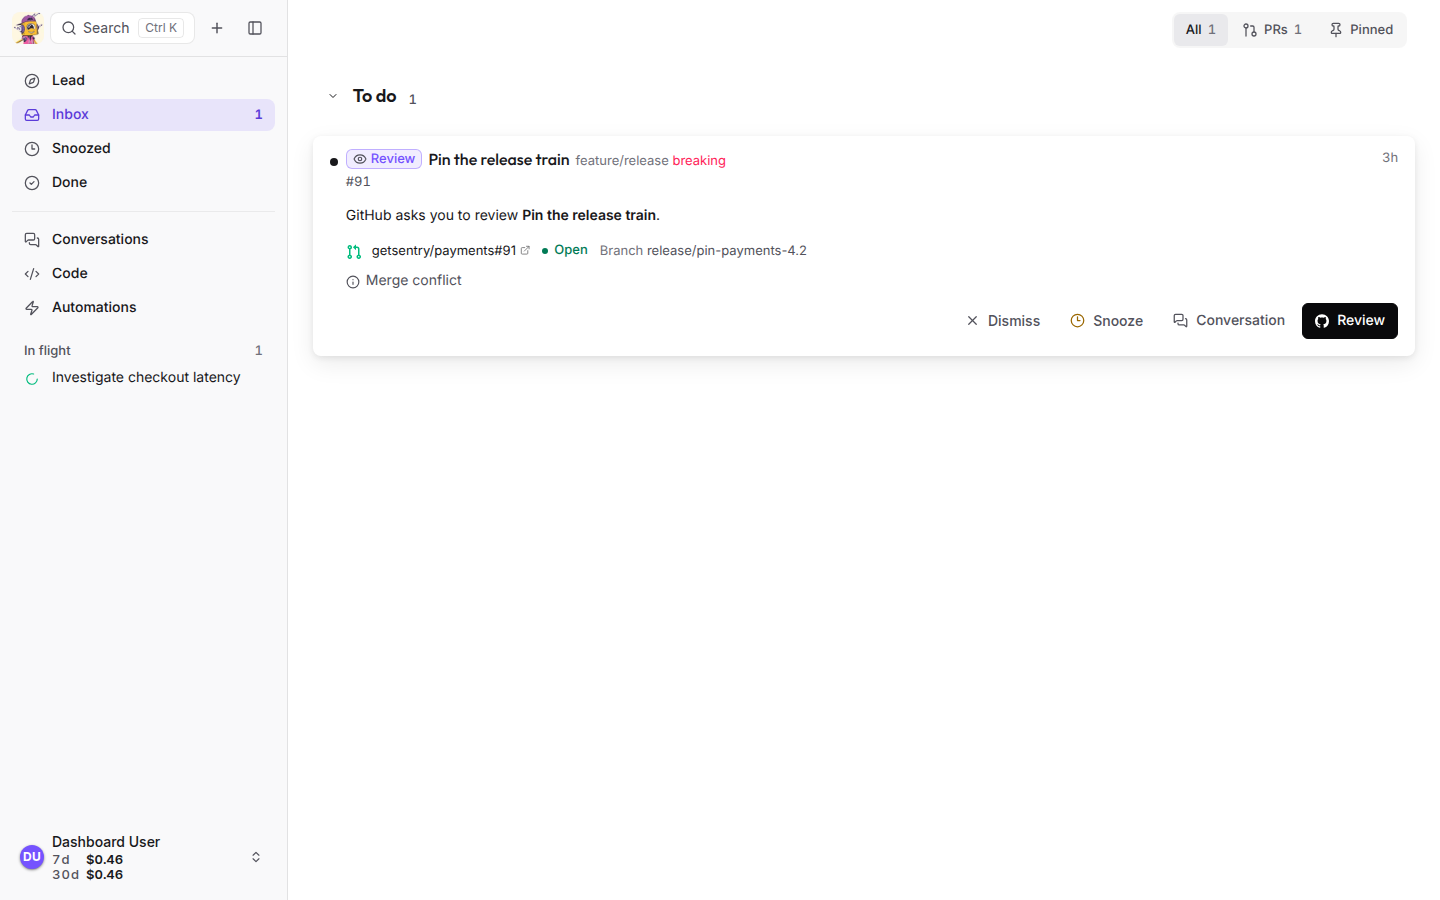 Search Ctrl K
All 1 PRs 1 Pinned
Lead
Inbox 1
Snoozed
Done
Conversations
Code
Automations
In flight 1
Investigate checkout latency
To do 1
Review Pin the release train feature/release breaking 3h
#91
GitHub asks you to review Pin the release train.
getsentry/payments#91 Open Branch release/pin-payments-4.2
Merge conflict
Dismiss Snooze Conversation Review
DU Dashboard User
7d $0.46
30d $0.46